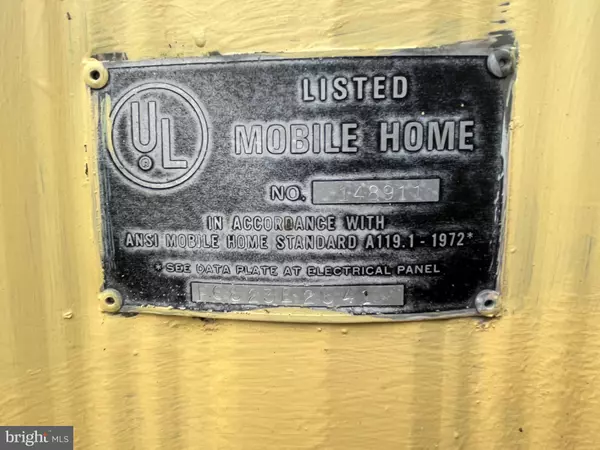 UL
®
LISTED
MOBILE HOME
NO.
IN ACCORDANCE WITH
ANSI MOBILE HOME STANDARD A119.1 - 1972*
*SEE DATA PLATE AT ELECTRICAL PANEL
bright MLS